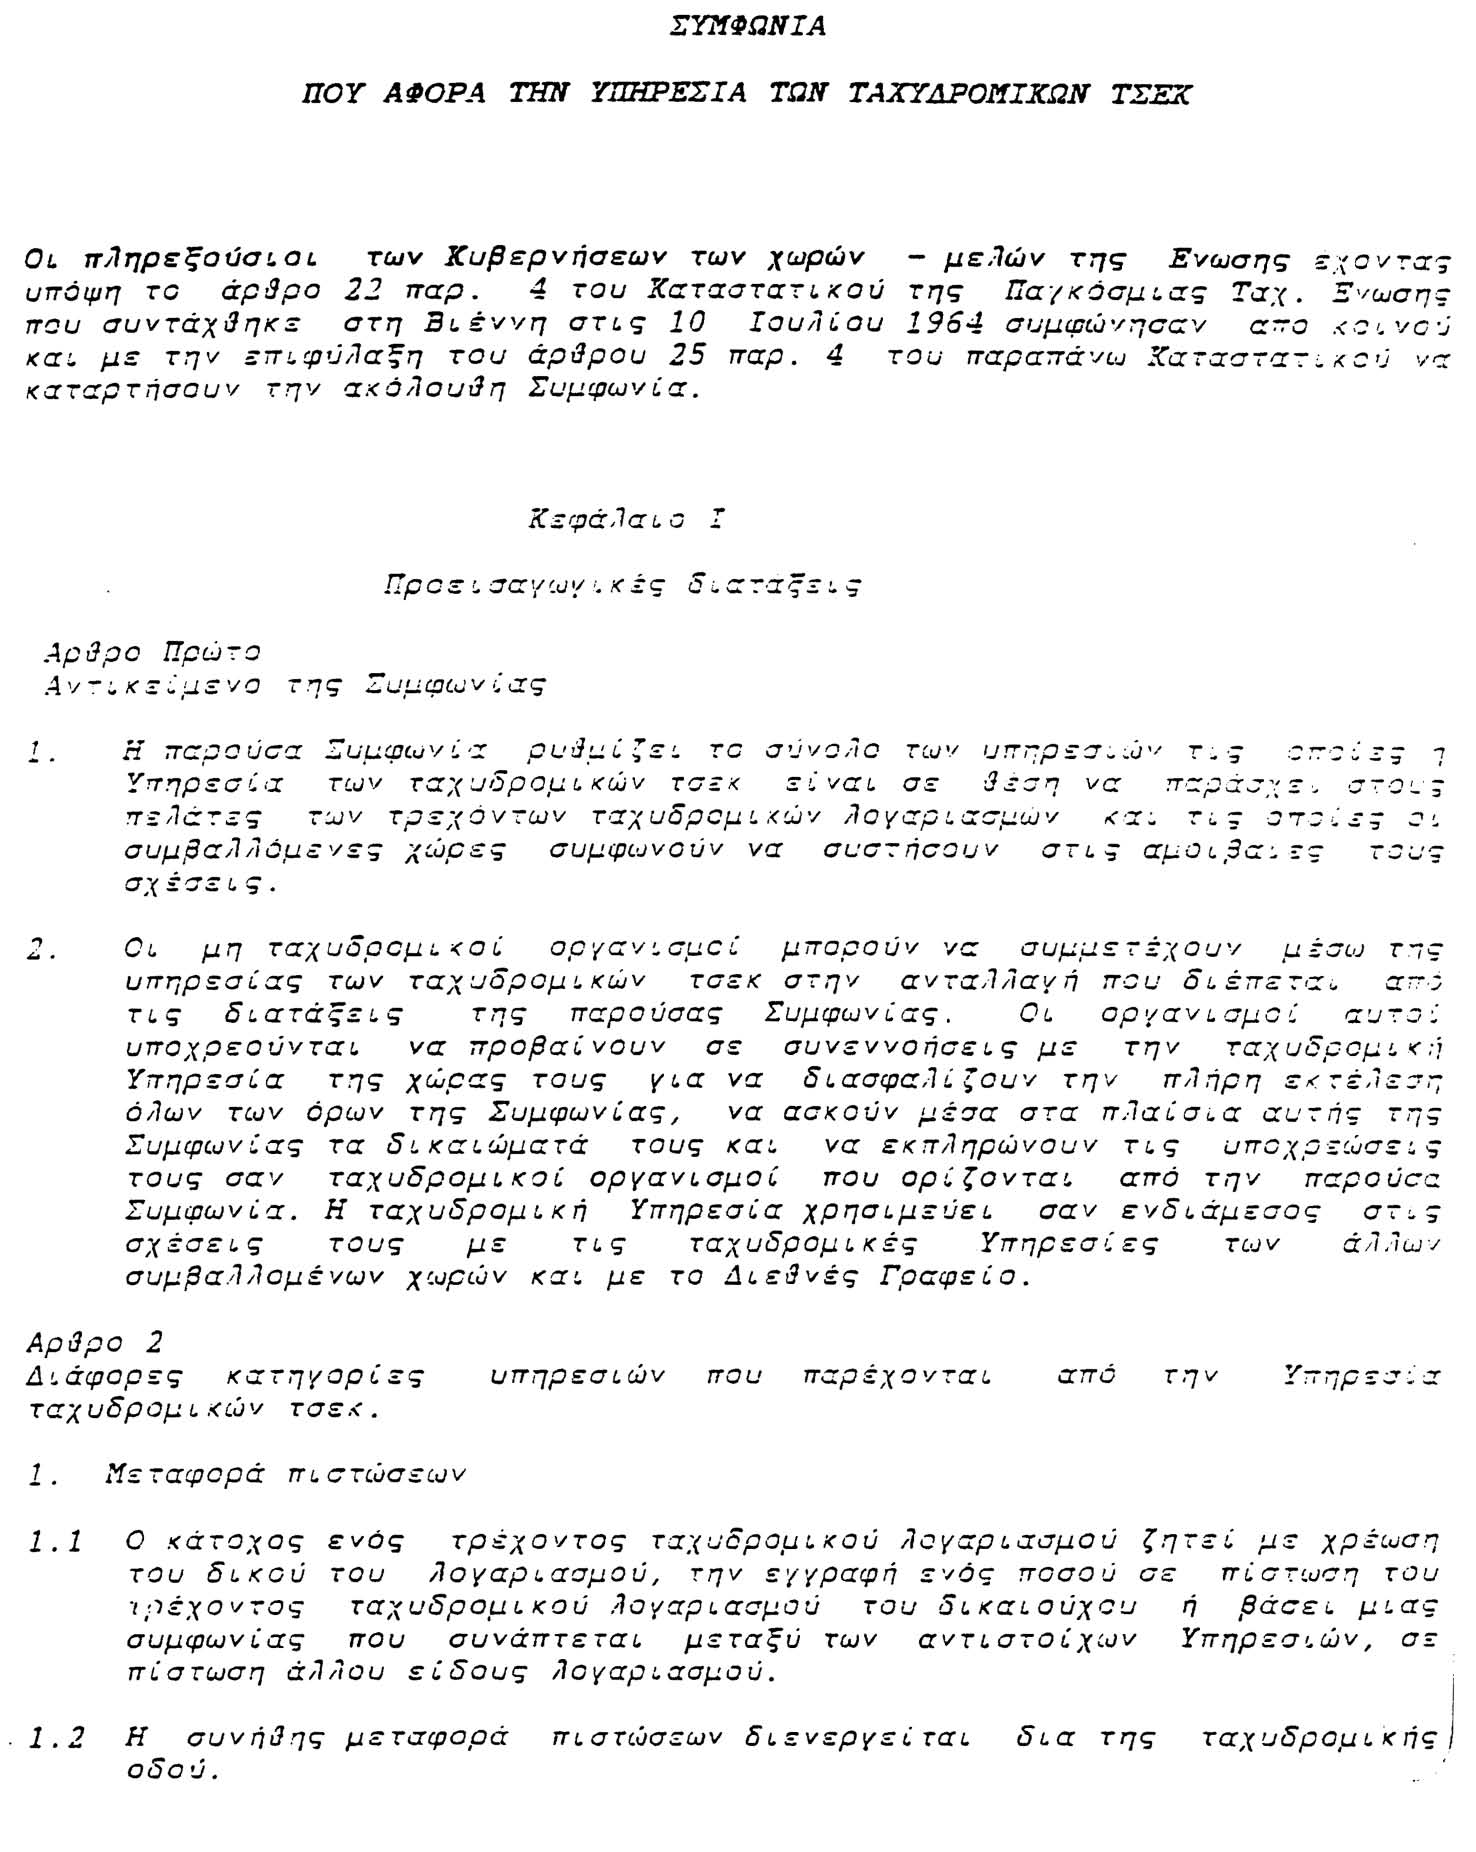 ΣΥΜΦΩΝΙΑ
ΠΟΥ ΑΦΟΡΑ ΤΗΝ ΥΠΗΡΕΣΙΑ ΤΩΝ ΤΑΧΥΔΡΟΜΙΚΩΝ ΤΣΕΚ
Οι πληρεξούσιοι των Κυβερνήσεων των χωρών - μελών της Ενωσης έχοντας
υπόψη το άρθρο 22 παρ. 4 του Καταστατικού της Παγκόσμιας Ταχ. Ενωσης
που συντάχθηκε στη Βιέννη στις 10 Ιουλίου 1964 συμφώνησαν απο κοινού
και με την επιφύλαξη του άρθρου 25 παρ. 4 του παραπάνω Καταστατικού να
καταρτήσουν την ακόλουθη Συμφωνία.
Κεφάλαιο Ι
Προεισαγωγικές διατάξεις
Αρθρο Πρώτο
Αντικείμενο της Συμφωνίας
1. Η παρούσα Συμφωνία ρυθμίζει το σύνολο των υπηρεσιών τις οποίες η
Υπηρεσία των ταχυδρομικών τσεκ είναι σε θέση να παράσχει στους
πελάτες των τρεχόντων ταχυδρομικών λογαριασμών και τις οποίες οι
συμβαλλόμενες χώρες συμφωνούν να συστήσουν στις αμοιβαίες τους
σχέσεις.
2. Οι μη ταχυδρομικοί οργανισμοί μπορούν να συμμετέχουν μέσω της
υπηρεσίας των ταχυδρομικών τσεκ στην ανταλλαγή που διέπεται από
τις διατάξεις της παρούσας Συμφωνίας. Οι οργανισμοί αυτοί
υποχρεούνται να προβαίνουν σε συνεννοήσεις με την ταχυδρομική
Υπηρεσία της χώρας τους για να διασφαλίζουν την πλήρη εκτέλεση
όλων των όρων της Συμφωνίας, να ασκούν μέσα στα πλαίσια αυτής της
Συμφωνίας τα δικαιώματά τους και να εκπληρώνουν τις υποχρεώσεις
τους σαν ταχυδρομικοί οργανισμοί που ορίζονται από την παρούσα
Συμφωνία. Η ταχυδρομική Υπηρεσία χρησιμεύει σαν ενδιάμεσος στις
σχέσεις τους με τις ταχυδρομικές Υπηρεσίες των άλλων
συμβαλλομένων χωρών και με το Διεθνές Γραφείο.
Αρθρο 2
Διάφορες κατηγορίες υπηρεσιών που παρέχονται από την Υπηρεσία
ταχυδρομικών τσεκ.
1. Μεταφορά πιστώσεων
1.1 Ο κάτοχος ενός τρέχοντος ταχυδρομικού λογαριασμού ζητεί με χρέωση
του δικού του λογαριασμού, την εγγραφή ενός ποσού σε πίστωση του
τρέχοντος ταχυδρομικού λογαριασμού του δικαιούχου ή βάσει μιας
συμφωνίας που συνάπτεται μεταξύ των αντιστοίχων Υπηρεσιών, σε
πίστωση άλλου είδους λογαριασμού.
1.2 Η συνήθης μεταφορά πιστώσεων διενεργείται δια της ταχυδρομικής
οδού.